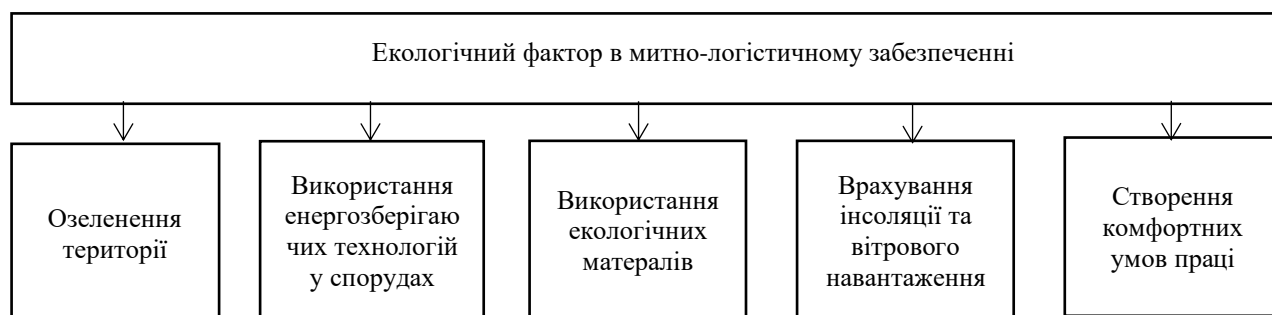 Екологічний фактор в митно-логістичному забезпеченні
Озеленення
території
Використання
енергозберігаю
чих технологій
у спорудах
Використання
екологічних
матералів
Врахування
інсоляції та
вітрового
навантаження
Створення
комфортних
умов праці